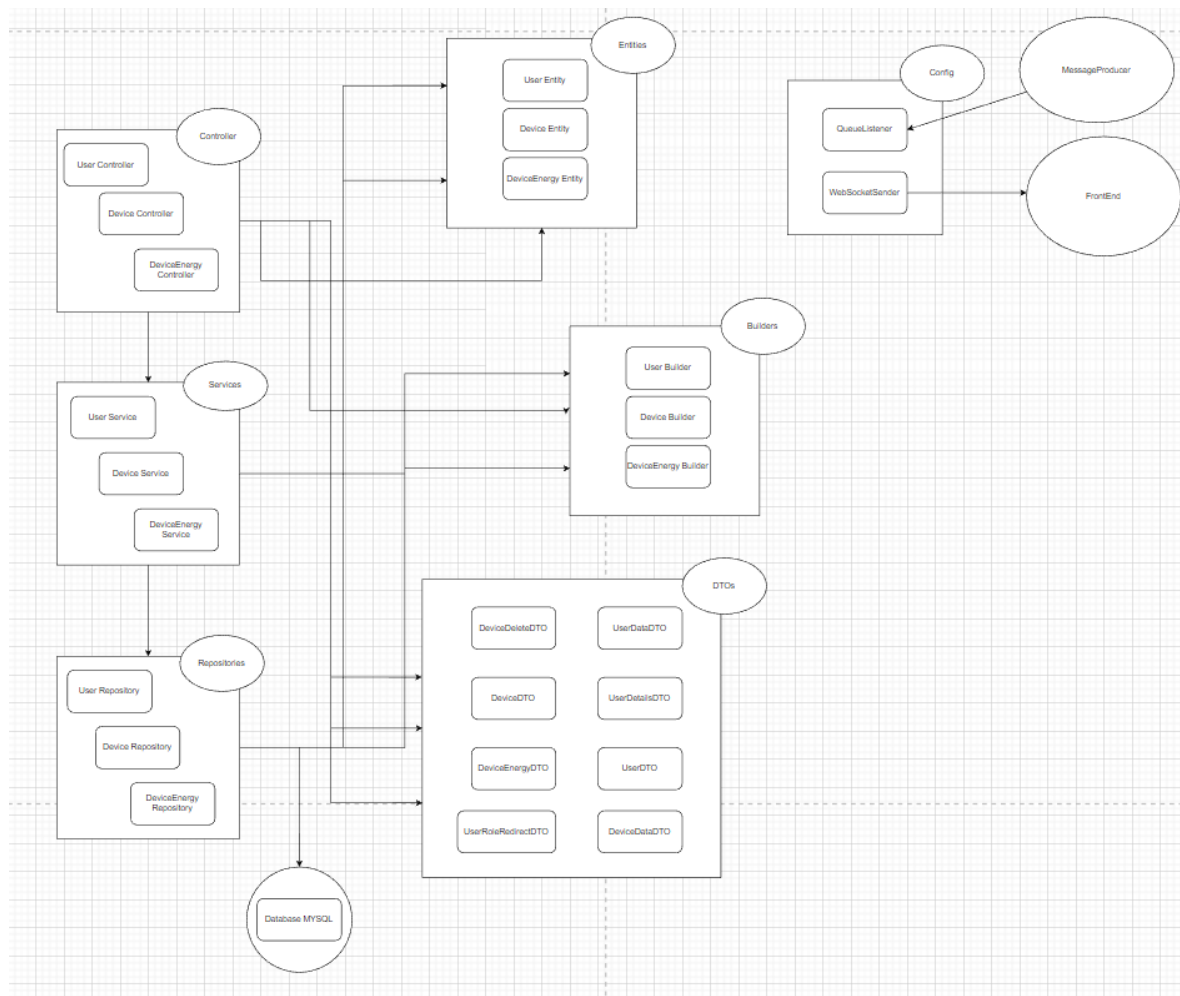 Entities
User Entity
Device Entity
DeviceEnergy Entity
Config
QueueListener
WebSocketSender
MessageProducer
FrontEnd
Controller
User Controller
Device Controller
DeviceEnergy
Controller
Services
User Service
Device Service
DeviceEnergy
Service
Builders
User Builder
Device Builder
DeviceEnergy Builder
Repositories
User Repository
Device Repository
DeviceEnergy
Repository
DTOs
DeviceDeleteDTO
UserDataDTO
DeviceDTO
UserDetailsDTO
DeviceEnergyDTO
UserDTO
UserRoleRedirectDTO
DeviceDataDTO
Database MYSQL